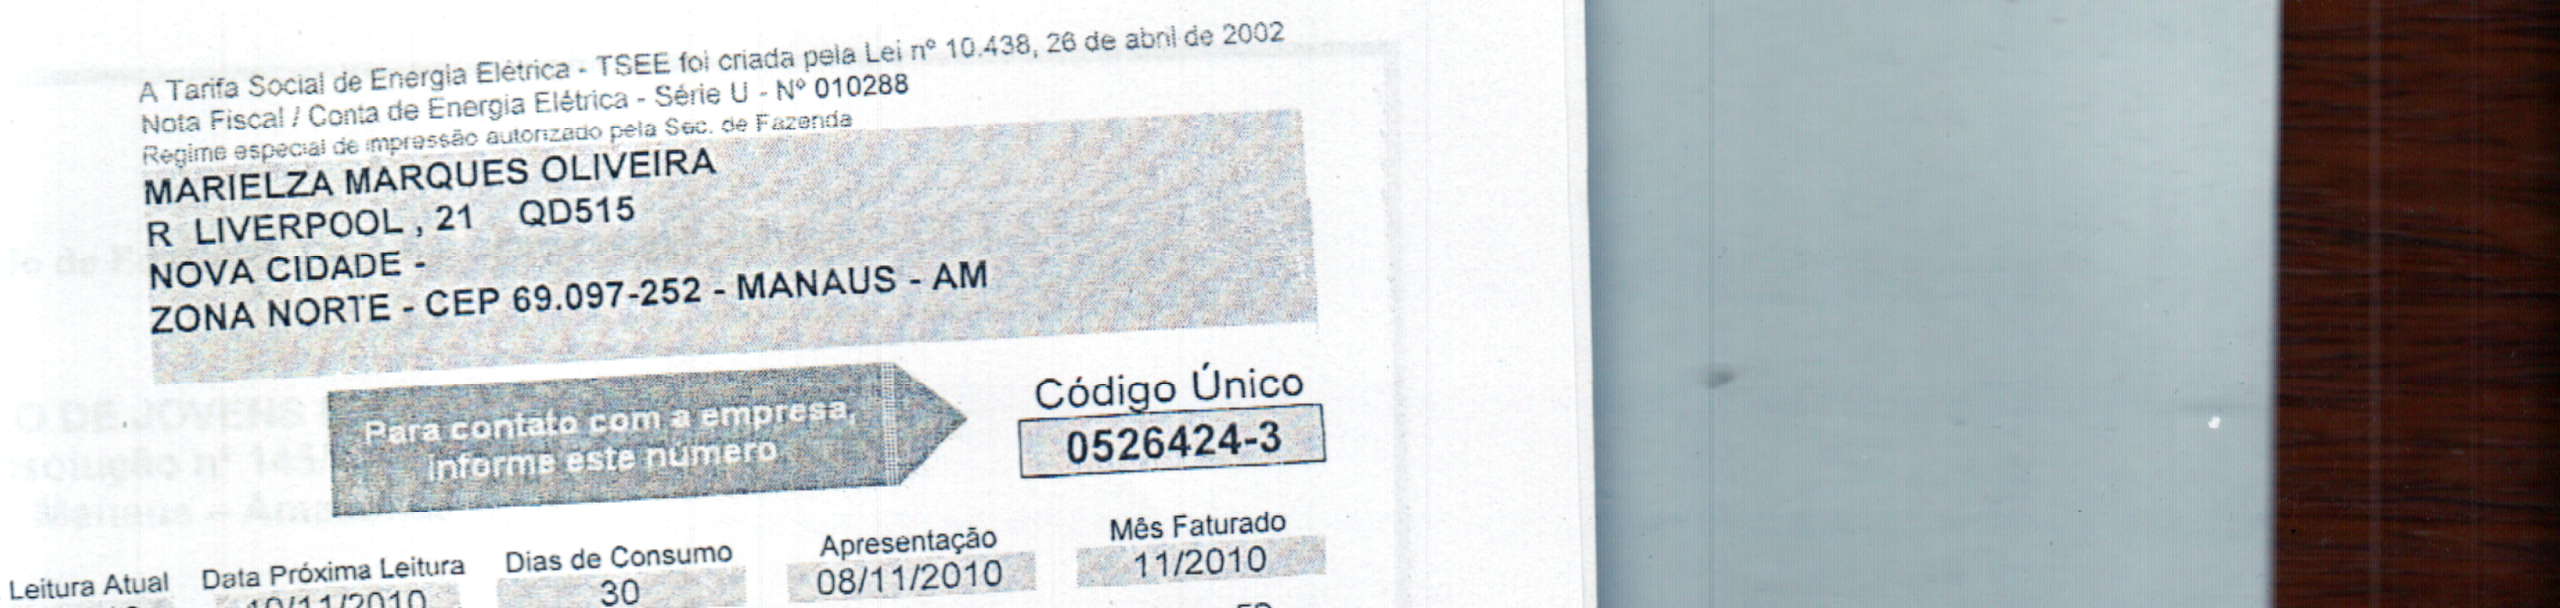 A Tarifa Social de Energia Elétrica - TSEE foi criada pela Lei nº 10.438, 26 de abril de 2002
Nota Fiscal / Conta de Energia Elétrica - Série U - Nº 010288
Regime especial de impressão autorizado pela Sec. de Fazenda
MARIELZA MARQUES OLIVEIRA
R LIVERPOOL , 21 QD515
NOVA CIDADE -
ZONA NORTE - CEP 69.097-252 - MANAUS - AM
Para contato com a empresa,
informe este número
Código Único
0526424-3
Leitura Atual Data Próxima Leitura Dias de Consumo Apresentação Mês Faturado
10/11/2010 30 08/11/2010 11/2010